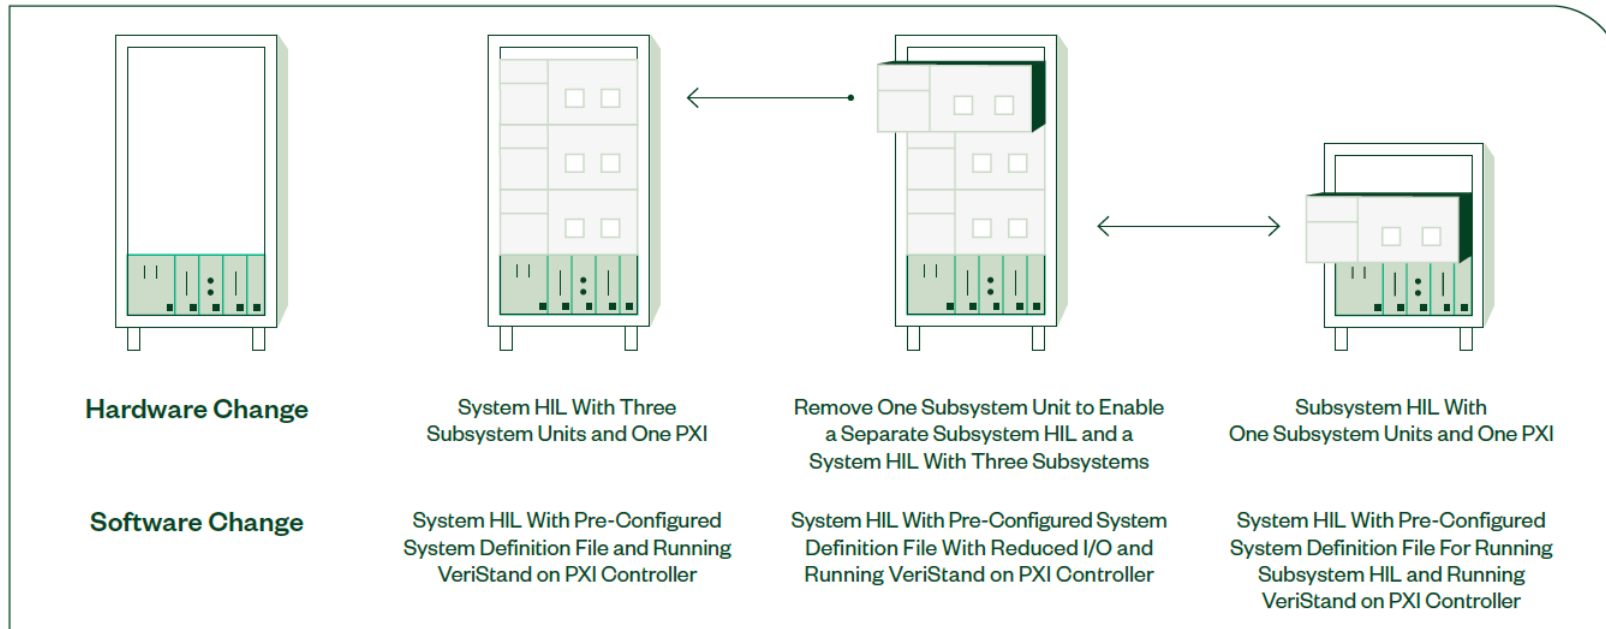 Hardware Change
System HIL With Three
Subsystem Units and One PXI
Remove One Subsystem Unit to Enable
a Separate Subsystem HIL and a
System HIL With Three Subsystems
Subsystem HIL With
One Subsystem Units and One PXI
Software Change
System HIL With Pre-Configured
System Definition File and Running
VeriStand on PXI Controller
System HIL With Pre-Configured System
Definition File With Reduced I/O and
Running VeriStand on PXI Controller
System HIL With Pre-Configured
System Definition File For Running
Subsystem HIL and Running
VeriStand on PXI Controller